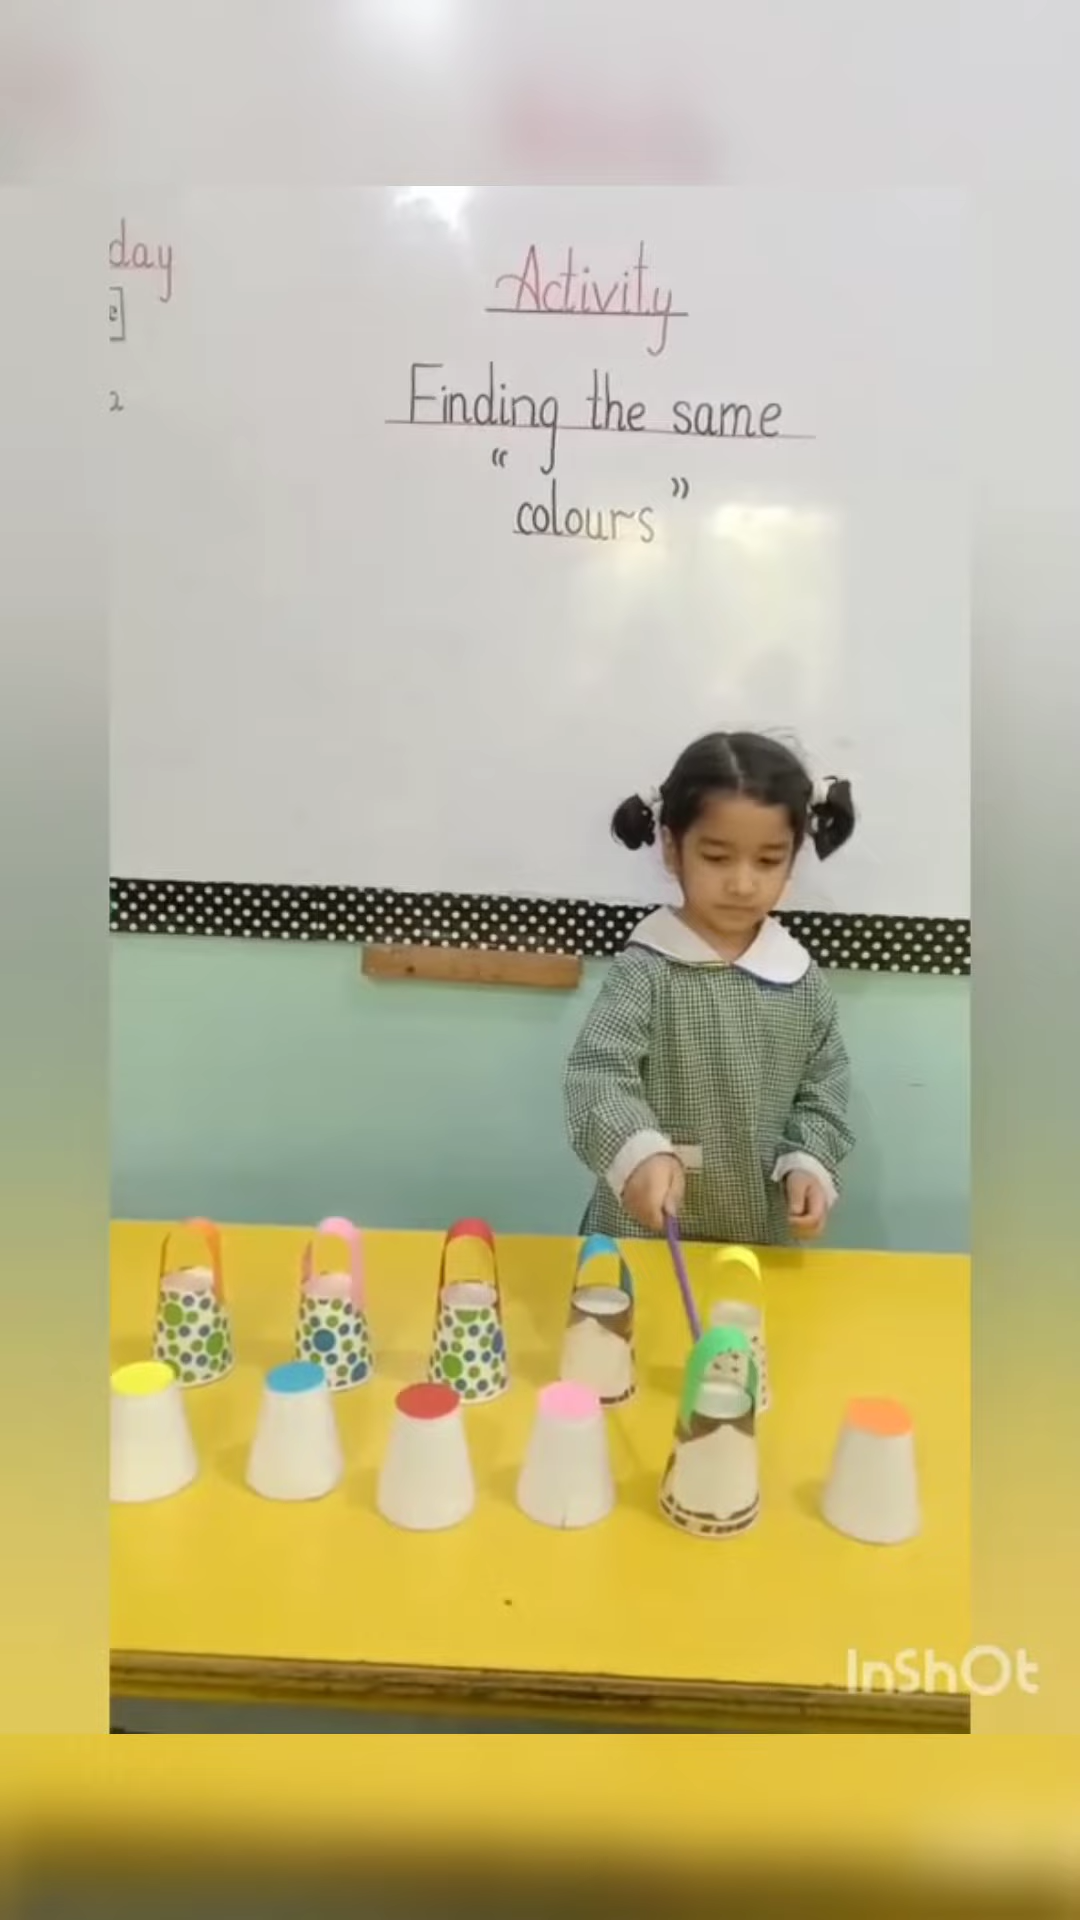 day
Activity
Finding the same
“ colours ”
InShOt